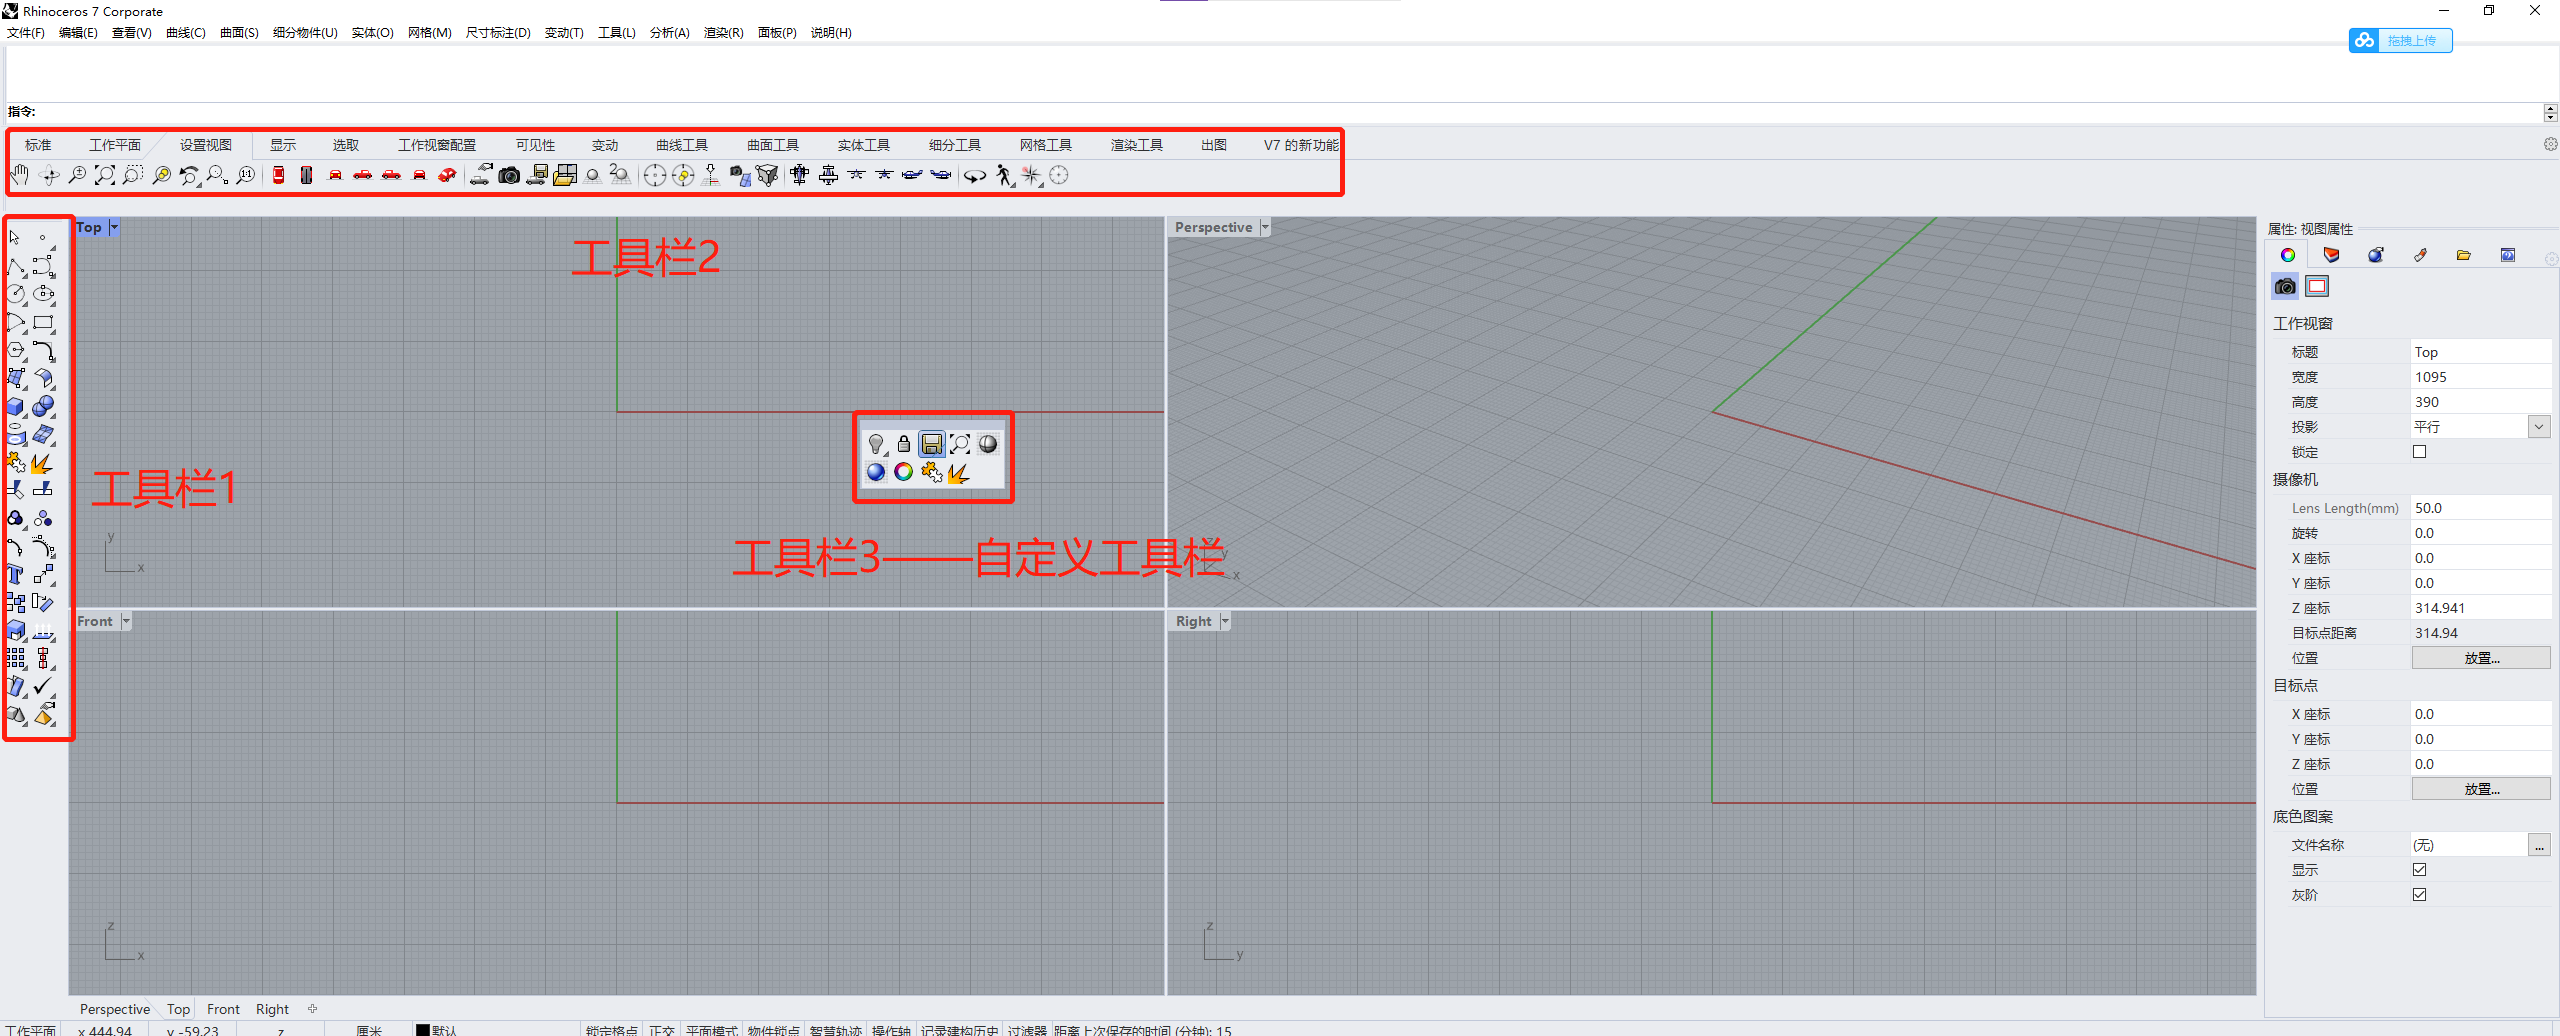 Rhinoceros 7 Corporate
文件(F) 编辑(E) 查看(V) 曲线(C) 曲面(S) 细分物件(U) 实体(O) 网格(M) 尺寸标注(D) 变动(T) 工具(L) 分析(A) 渲染(R) 面板(P) 说明(H)
拖拽上传
指令:
标准 工作平面 设置视图 显示 选取 工作视窗配置 可见性 变动 曲线工具 曲面工具 实体工具 细分工具 网格工具 渲染工具 出图 V7 的新功能
1:1
2
Top
Perspective
工具栏2
工具栏1
工具栏3——自定义工具栏
y
x
z
y
x
Front
Right
z
x
z
y
属性: 视图属性
工作视窗
标题 Top
宽度 1095
高度 390
投影 平行
锁定
摄像机
Lens Length(mm) 50.0
旋转 0.0
X 座标 0.0
Y 座标 0.0
Z 座标 314.941
目标点距离 314.94
位置 放置...
目标点
X 座标 0.0
Y 座标 0.0
Z 座标 0.0
位置 放置...
底色图案
文件名称 (无) ...
显示
灰阶
Perspective Top Front Right
工作平面 x 444.94 y -59.23 z 厘米 默认 锁定格点 正交 平面模式 物件锁点 智慧轨迹 操作轴 记录建构历史 过滤器 距离上次保存的时间 (分钟): 15